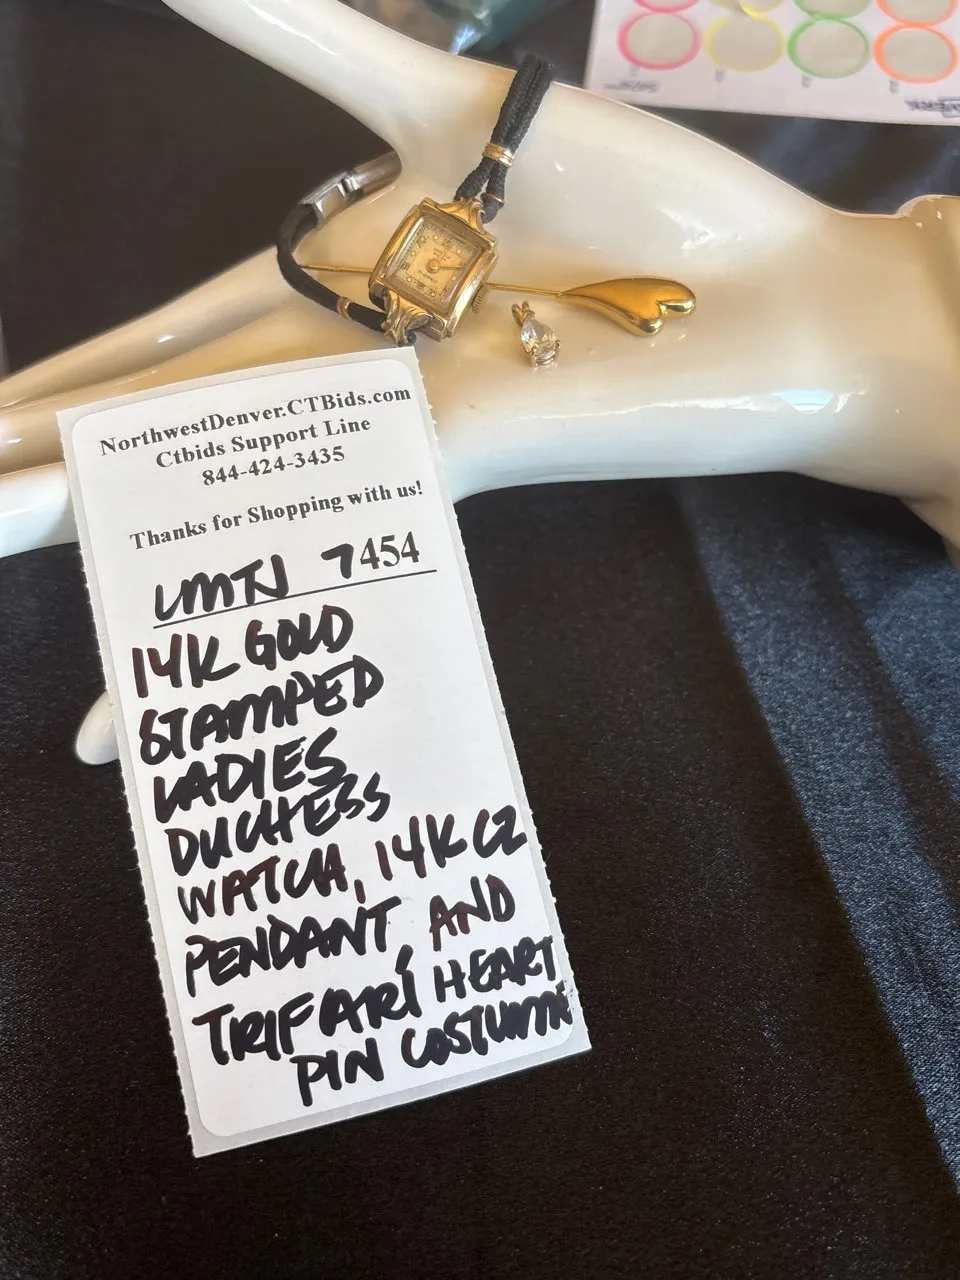 NorthwestDenver.CTBids.com
Ctbids Support Line
844-424-3435
Thanks for Shopping with us!
7454
14K GOLD
STAMPED
LADIES
DUCHESS
WATCH, 14K CZ
PENDANT, AND
TRIFARI HEART
PIN COSTUME